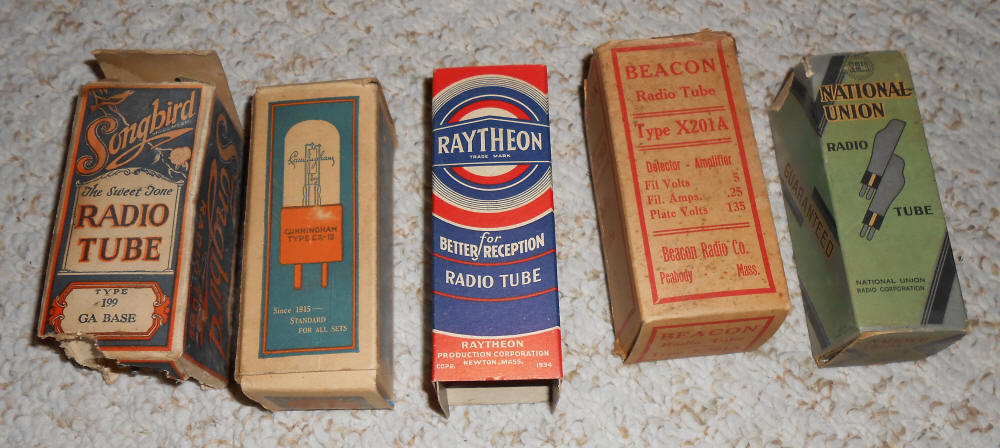 Songbird
The Sweet Tone
RADIO
TUBE
TYPE
199
GA BASE
Cunningham
CUNNINGHAM
TYPE CX-12
Since 1915—
STANDARD
FOR ALL SETS
RAYTHEON
TRADE MARK
for
BETTER RECEPTION
RADIO TUBE
RAYTHEON
PRODUCTION CORPORATION
NEWTON, MASS.
COPR. 1934
BEACON
Radio Tube
Type X201A
Detector - Amplifier
Fil Volts 5
Fil. Amps. .25
Plate Volts 135
Beacon Radio Co.
Peabody Mass.
BEACON
Radio Tube
NATIONAL
UNION
RADIO
TUBE
GUARANTEED
NATIONAL UNION
RADIO CORPORATION